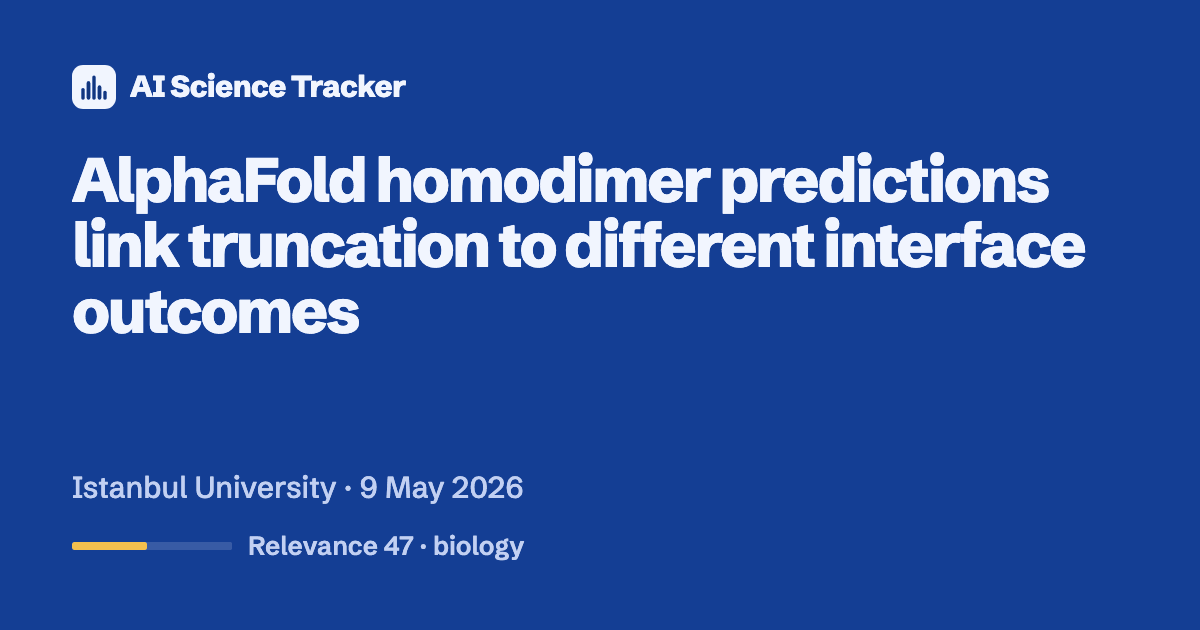 AI Science Tracker
AlphaFold homodimer predictions
link truncation to different interface
outcomes
Istanbul University · 9 May 2026
Relevance 47 · biology